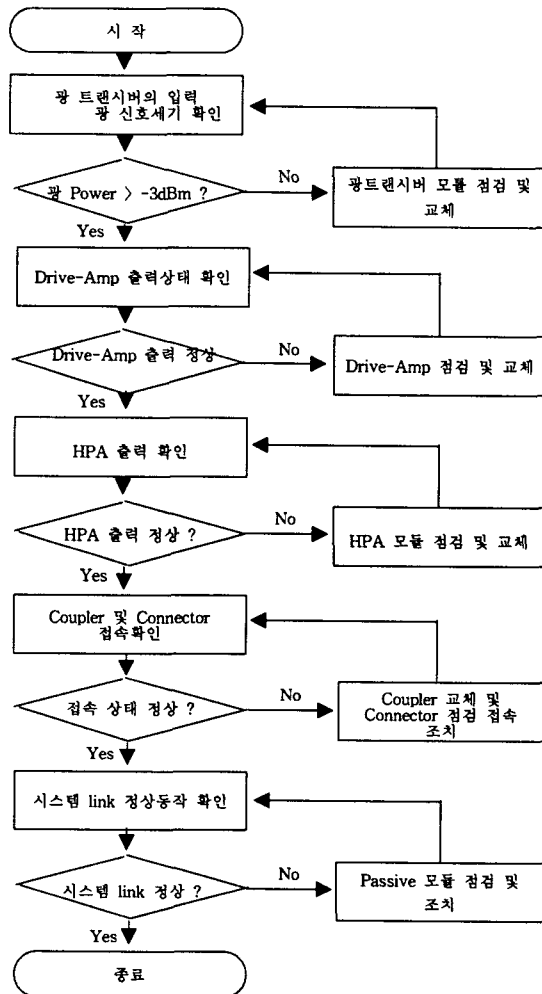 시 작
광 트랜시버의 입력
광 신호세기 확인
광 Power > -3dBm ?
No
광트랜시버 모듈 점검 및
교체
Yes
Drive-Amp 출력상태 확인
Drive-Amp 출력 정상
No
Drive-Amp 점검 및 교체
Yes
HPA 출력 확인
HPA 출력 정상 ?
No
HPA 모듈 점검 및 교체
Yes
Coupler 및 Connector
접속확인
접속 상태 정상 ?
No
Coupler 교체 및
Connector 점검 접속
조치
Yes
시스템 link 정상동작 확인
시스템 link 정상 ?
No
Passive 모듈 점검 및
조치
Yes
종료